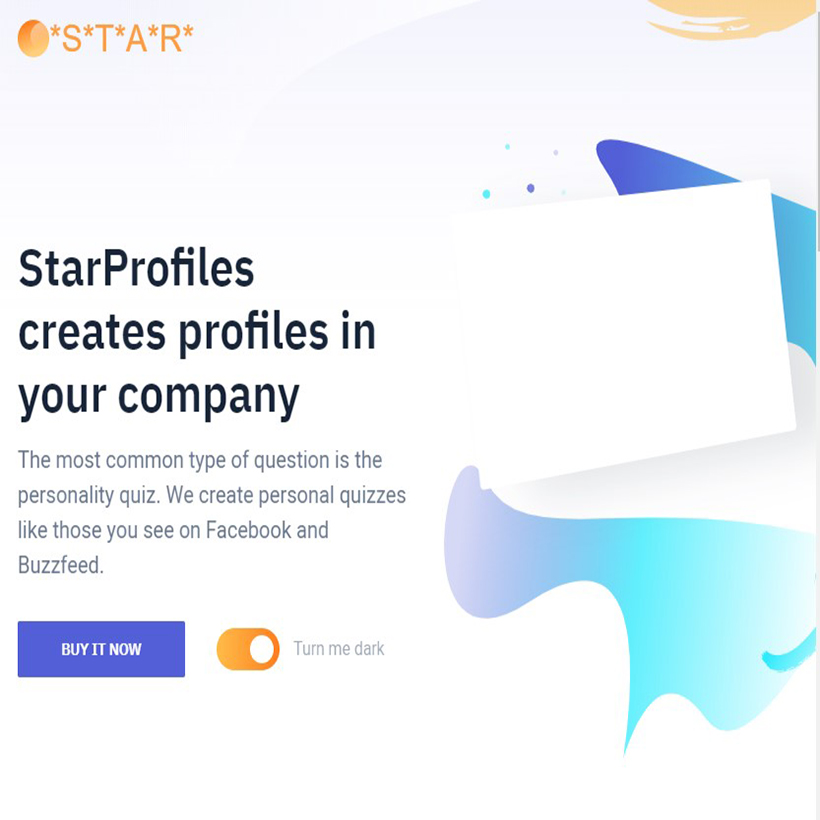 *S*T*A*R*
StarProfiles
creates profiles in
your company
The most common type of question is the
personality quiz. We create personal quizzes
like those you see on Facebook and
Buzzfeed.
BUY IT NOW
Turn me dark